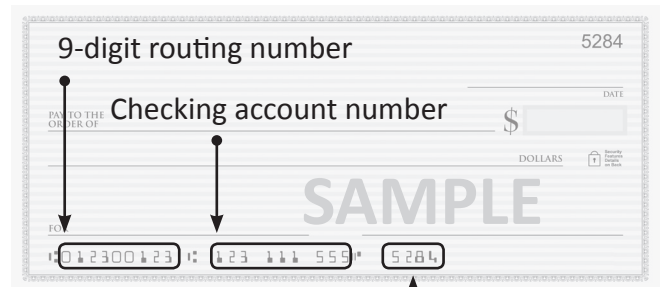 9-digit routing number
5284
DATE
PAY TO THE
ORDER OF
Checking account number
$
DOLLARS
Security
Features
Details
on Back
SAMPLE
FO
⑆012300123⑆ 123 111 555⑈ 5284